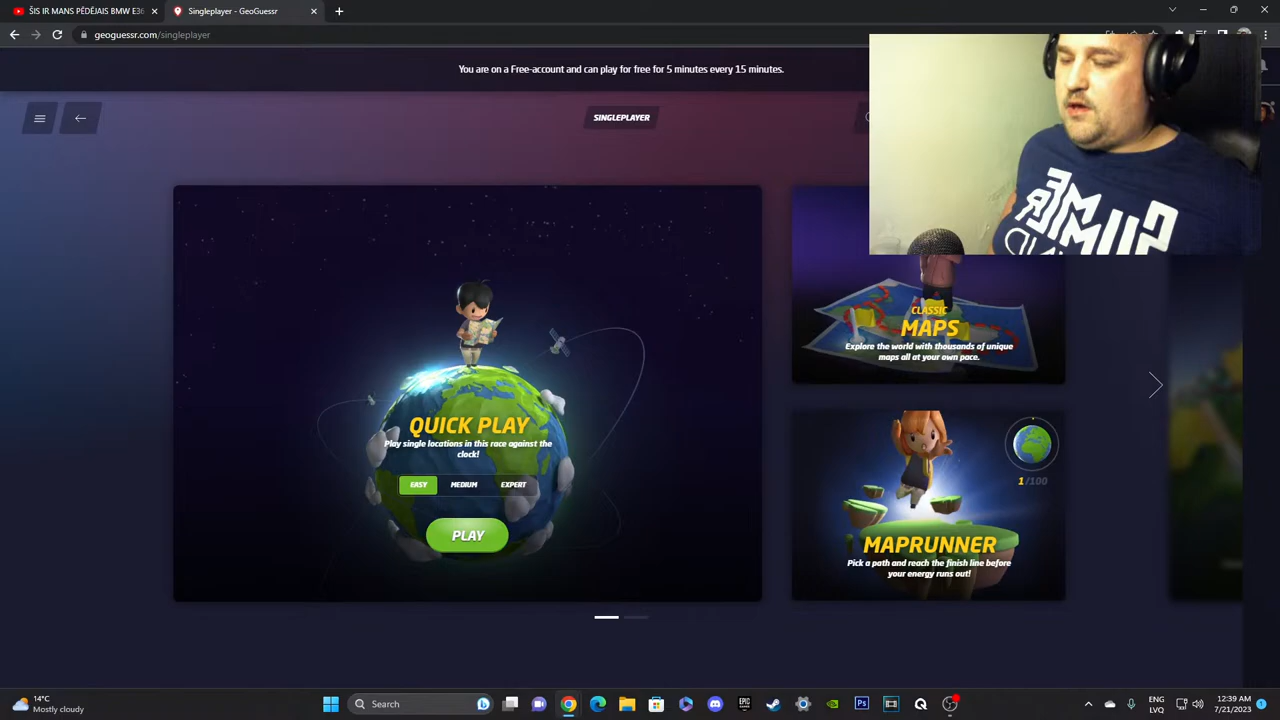 ŠIS IR MANS PĒDĒJAIS BMW E36
Singleplayer - GeoGuessr
geoguessr.com/singleplayer
You are on a Free-account and can play for free for 5 minutes every 15 minutes.
SINGLEPLAYER
QUICK PLAY
Play single locations in this race against the
clock!
EASY
MEDIUM
EXPERT
PLAY
CLASSIC
MAPS
Explore the world with thousands of unique
maps all at your own pace.
1/100
MAPRUNNER
Pick a path and reach the finish line before
your energy runs out!
14°C
Mostly cloudy
Search
ENG
LVQ
12:39 AM
7/21/2023